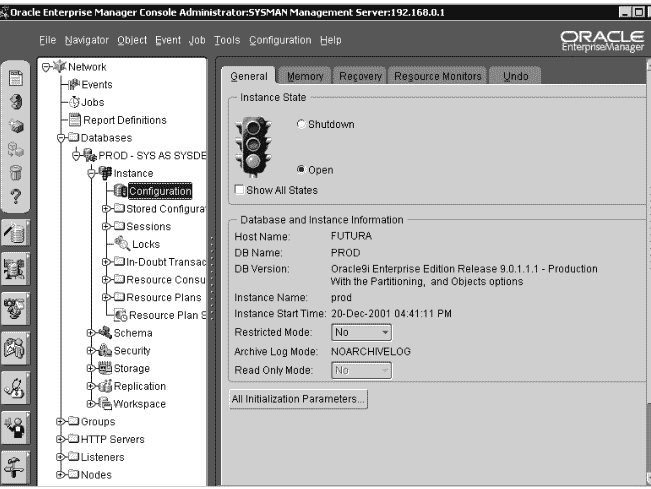 Oracle Enterprise Manager Console Administrator:SYSMAN Management Server:192.168.0.1
File Navigator Object Event Job Tools Configuration Help
ORACLE
EnterpriseManager
Network
Events
Jobs
Report Definitions
Databases
PROD - SYS AS SYSDE
Instance
Configuration
Stored Configura
Sessions
Locks
In-Doubt Transac
Resource Consu
Resource Plans
Resource Plan S
Schema
Security
Storage
Replication
Workspace
Groups
HTTP Servers
Listeners
Nodes
General Memory Recovery Resource Monitors Undo
Instance State
Shutdown
Open
Show All States
Database and Instance Information
Host Name: FUTURA
DB Name: PROD
DB Version: Oracle9i Enterprise Edition Release 9.0.1.1.1 - Production
With the Partitioning, and Objects options
Instance Name: prod
Instance Start Time: 20-Dec-2001 04:41:11 PM
Restricted Mode: No
Archive Log Mode: NOARCHIVELOG
Read Only Mode: No
All Initialization Parameters...